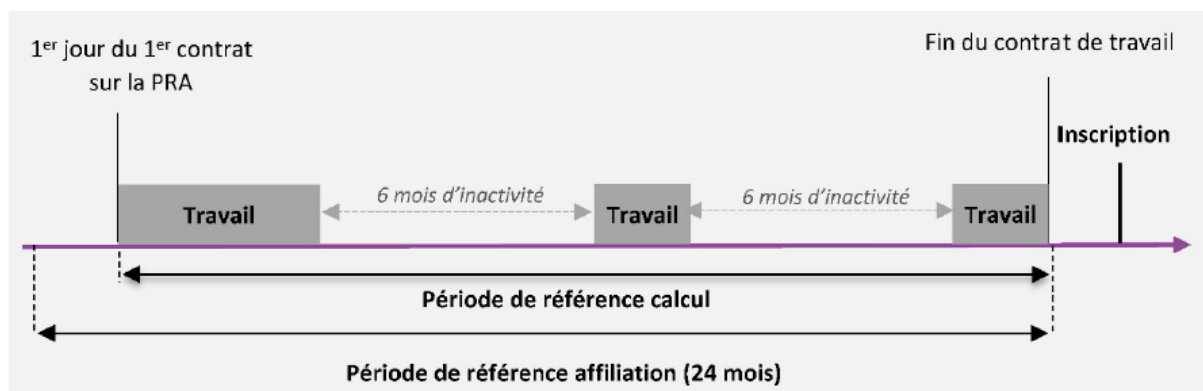 1er jour du 1er contrat
sur la PRA
Fin du contrat de travail
Inscription
Travail
6 mois d’inactivité
Travail
6 mois d’inactivité
Travail
Période de référence calcul
Période de référence affiliation (24 mois)